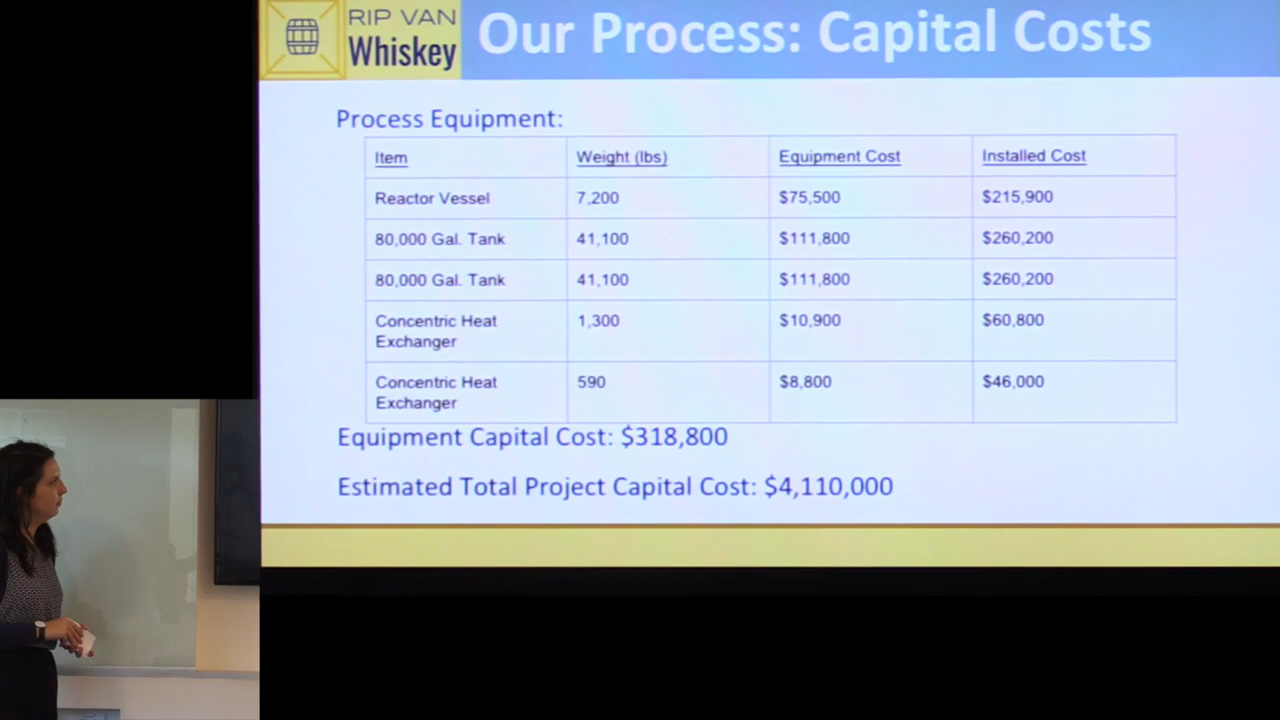 RIP VAN
Whiskey
Our Process: Capital Costs
Process Equipment:
Item Weight (lbs) Equipment Cost Installed Cost
Reactor Vessel 7,200 $75,500 $215,900
80,000 Gal. Tank 41,100 $111,800 $260,200
80,000 Gal. Tank 41,100 $111,800 $260,200
Concentric Heat 1,300 $10,900 $60,800
Exchanger
Concentric Heat 590 $8,800 $46,000
Exchanger
Equipment Capital Cost: $318,800
Estimated Total Project Capital Cost: $4,110,000